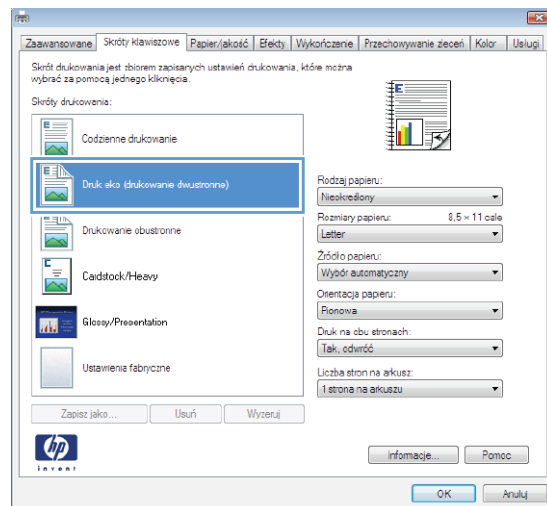 Zaawansowane Skróty klawiszowe Papier/jakość Efekty Wykończenie Przechowywanie zleceń Kolor Usługi
Skrót drukowania jest zbiorem zapisanych ustawień drukowania, które można
wybrać za pomocą jednego kliknięcia.
Skróty drukowania:
Codzienne drukowanie
Druk eko (drukowanie dwustronne)
Drukowanie obustronne
Cardstock/Heavy
Glossy/Presentation
Ustawienia fabryczne
Zapisz jako... Usuń Wyzeruj
Rodzaj papieru:
Nieokreślony
Rozmiary papieru: 8,5 × 11 cale
Letter
Źródło papieru:
Wybór automatyczny
Orientacja papieru:
Pionowa
Druk na obu stronach:
Tak, odwróć
Liczba stron na arkusz:
1 strona na arkuszu
hp
invent
Informacje... Pomoc
OK Anuluj